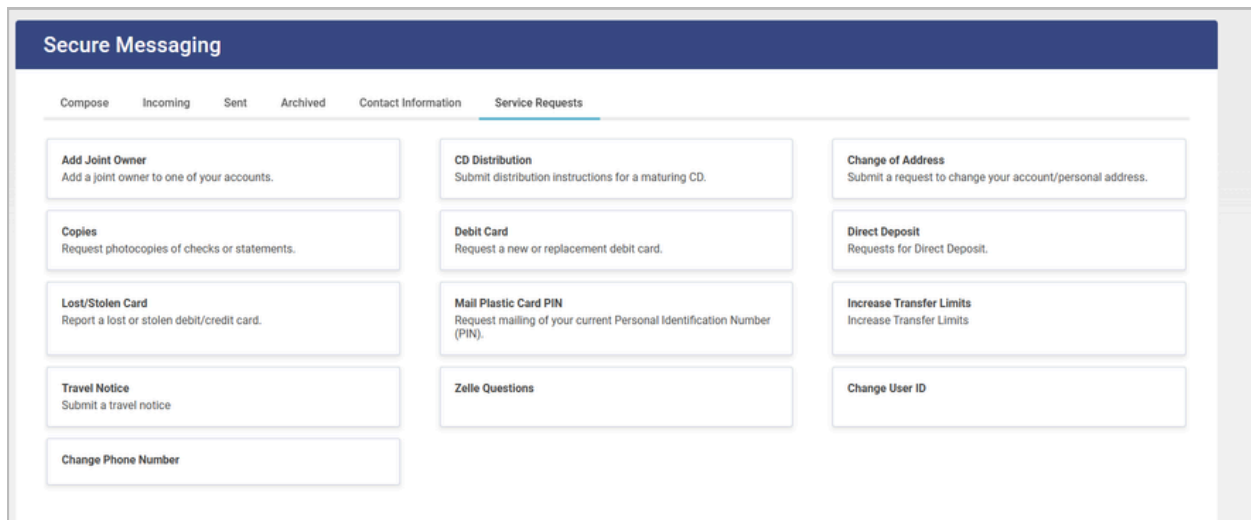 Secure Messaging
Compose Incoming Sent Archived Contact Information Service Requests
Add Joint Owner
Add a joint owner to one of your accounts.
CD Distribution
Submit distribution instructions for a maturing CD.
Change of Address
Submit a request to change your account/personal address.
Copies
Request photocopies of checks or statements.
Debit Card
Request a new or replacement debit card.
Direct Deposit
Requests for Direct Deposit.
Lost/Stolen Card
Report a lost or stolen debit/credit card.
Mail Plastic Card PIN
Request mailing of your current Personal Identification Number
(PIN).
Increase Transfer Limits
Increase Transfer Limits
Travel Notice
Submit a travel notice
Zelle Questions
Change User ID
Change Phone Number